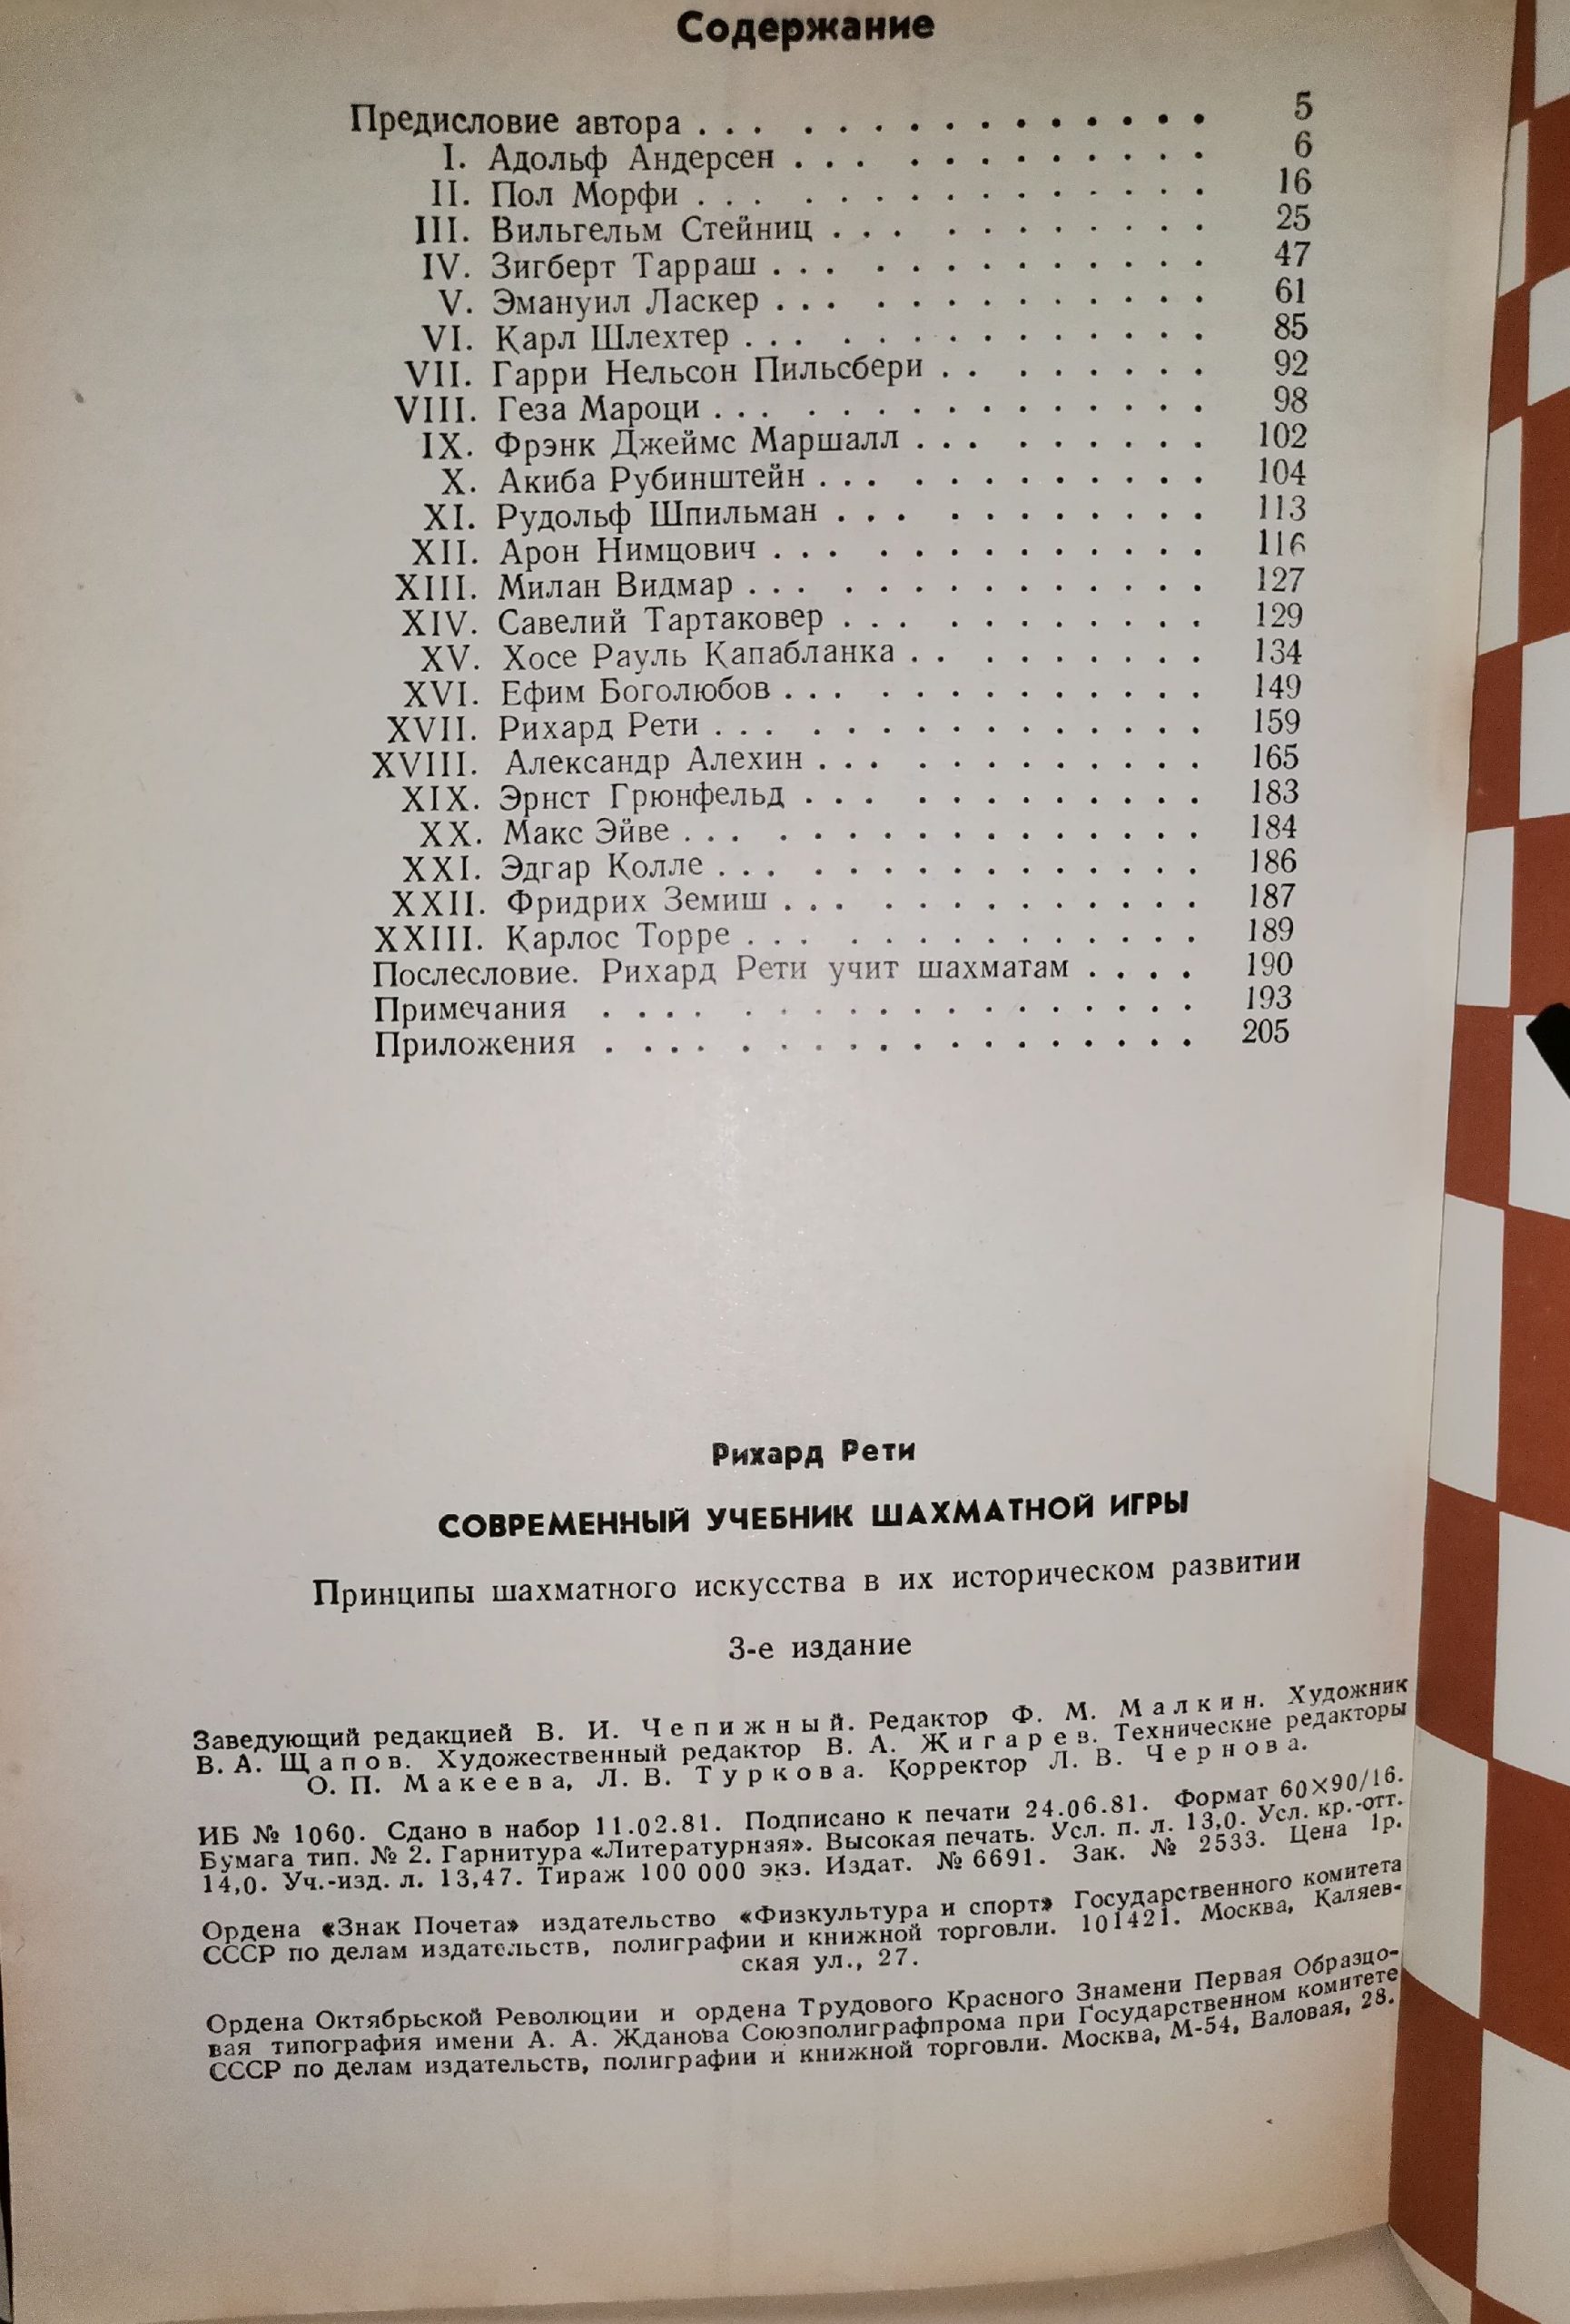 Содержание
Предисловие автора . . . . . . . . . . . . . . . 5
I. Адольф Андерсен . . . . . . . . . . . . 6
II. Пол Морфи . . . . . . . . . . . . . . . 16
III. Вильгельм Стейниц . . . . . . . . . . . 25
IV. Зигберт Тарраш . . . . . . . . . . . . . 47
V. Эмануил Ласкер . . . . . . . . . . . . . 61
VI. Карл Шлехтер . . . . . . . . . . . . . 85
VII. Гарри Нельсон Пильсбери . . . . . . . . 92
VIII. Геза Мароци . . . . . . . . . . . . . . . 98
IX. Фрэнк Джеймс Маршалл . . . . . . . . . 102
X. Акиба Рубинштейн . . . . . . . . . . . . 104
XI. Рудольф Шпильман . . . . . . . . . . . 113
XII. Арон Нимцович . . . . . . . . . . . . . 116
XIII. Милан Видмар . . . . . . . . . . . . . . 127
XIV. Савелий Тартаковер . . . . . . . . . . . 129
XV. Хосе Рауль Капабланка . . . . . . . . . 134
XVI. Ефим Боголюбов . . . . . . . . . . . . . 149
XVII. Рихард Рети . . . . . . . . . . . . . . . 159
XVIII. Александр Алехин . . . . . . . . . . . . 165
XIX. Эрнст Грюнфельд . . . . . . . . . . . . 183
XX. Макс Эйве . . . . . . . . . . . . . . . 184
XXI. Эдгар Колле . . . . . . . . . . . . . . 186
XXII. Фридрих Земиш . . . . . . . . . . . . 187
XXIII. Карлос Торре . . . . . . . . . . . . . 189
Послесловие. Рихард Рети учит шахматам . . . . 190
Примечания . . . . . . . . . . . . . . . . . 193
Приложения . . . . . . . . . . . . . . . . . 205
Рихард Рети
СОВРЕМЕННЫЙ УЧЕБНИК ШАХМАТНОЙ ИГРЫ
Принципы шахматного искусства в их историческом развитии
3-е издание
Заведующий редакцией В. И. Чепижный. Редактор Ф. М. Малкин. Художник
В. А. Щапов. Художественный редактор В. А. Жигарев. Технические редакторы
О. П. Макеева, Л. В. Туркова. Корректор Л. В. Чернова.
ИБ № 1060. Сдано в набор 11.02.81. Подписано к печати 24.06.81. Формат 60×90/16.
Бумага тип. № 2. Гарнитура «Литературная». Высокая печать. Усл. п. л. 13,0. Усл. кр.-отт.
14,0. Уч.-изд. л. 13,47. Тираж 100 000 экз. Издат. № 6691. Зак. № 2533. Цена 1р.
Ордена «Знак Почета» издательство «Физкультура и спорт» Государственного комитета
СССР по делам издательств, полиграфии и книжной торговли. 101421. Москва, Каляев-
ская ул., 27.
Ордена Октябрьской Революции и ордена Трудового Красного Знамени Первая Образцо-
вая типография имени А. А. Жданова Союзполиграфпрома при Государственном комитете
СССР по делам издательств, полиграфии и книжной торговли. Москва, М-54, Валовая, 28.